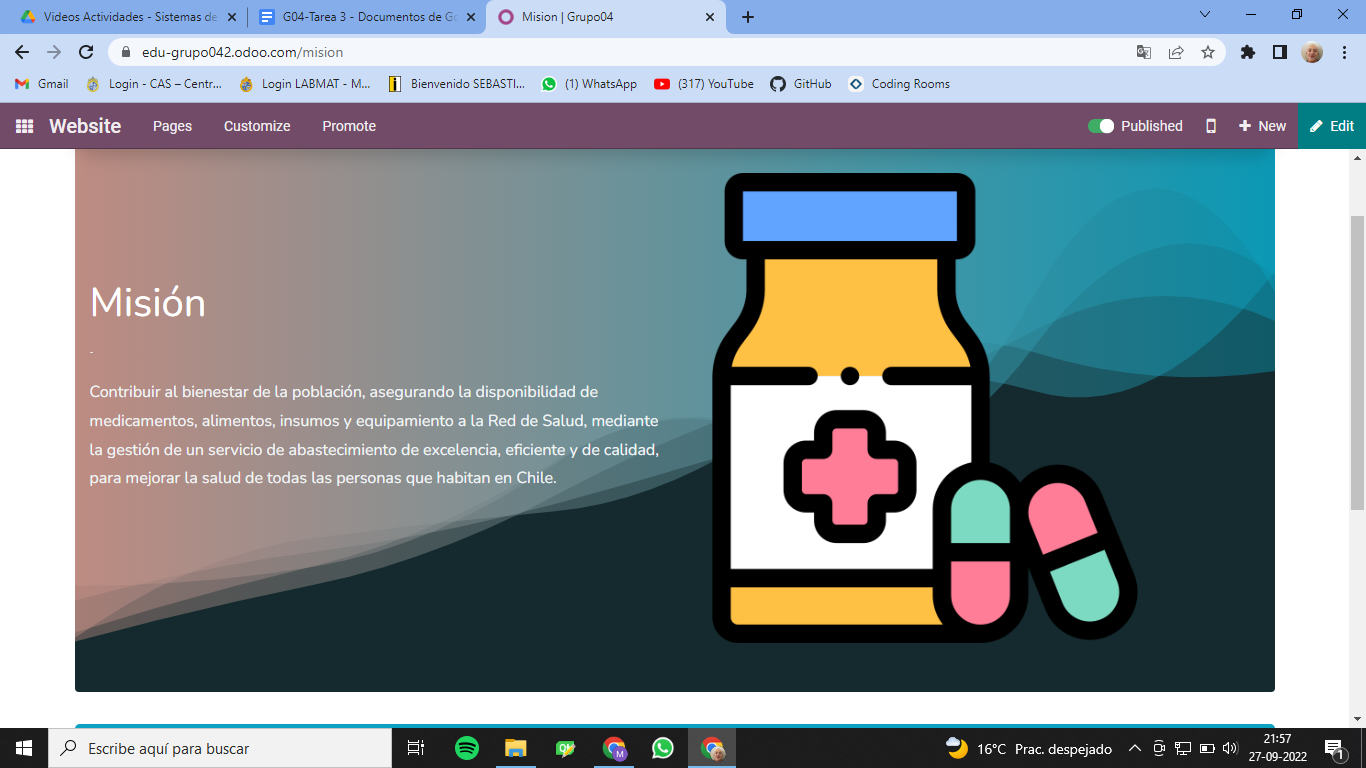 Videos Actividades - Sistemas de
G04-Tarea 3 - Documentos de Go
Mision | Grupo04
edu-grupo042.odoo.com/mision
Gmail
Login - CAS – Centr...
Login LABMAT - M...
Bienvenido SEBASTI...
(1) WhatsApp
(317) YouTube
GitHub
Coding Rooms
Website
Pages
Customize
Promote
Published
New
Edit
Misión
-
Contribuir al bienestar de la población, asegurando la disponibilidad de
medicamentos, alimentos, insumos y equipamiento a la Red de Salud, mediante
la gestión de un servicio de abastecimiento de excelencia, eficiente y de calidad,
para mejorar la salud de todas las personas que habitan en Chile.
Escribe aquí para buscar
16°C Prac. despejado
21:57
27-09-2022
1